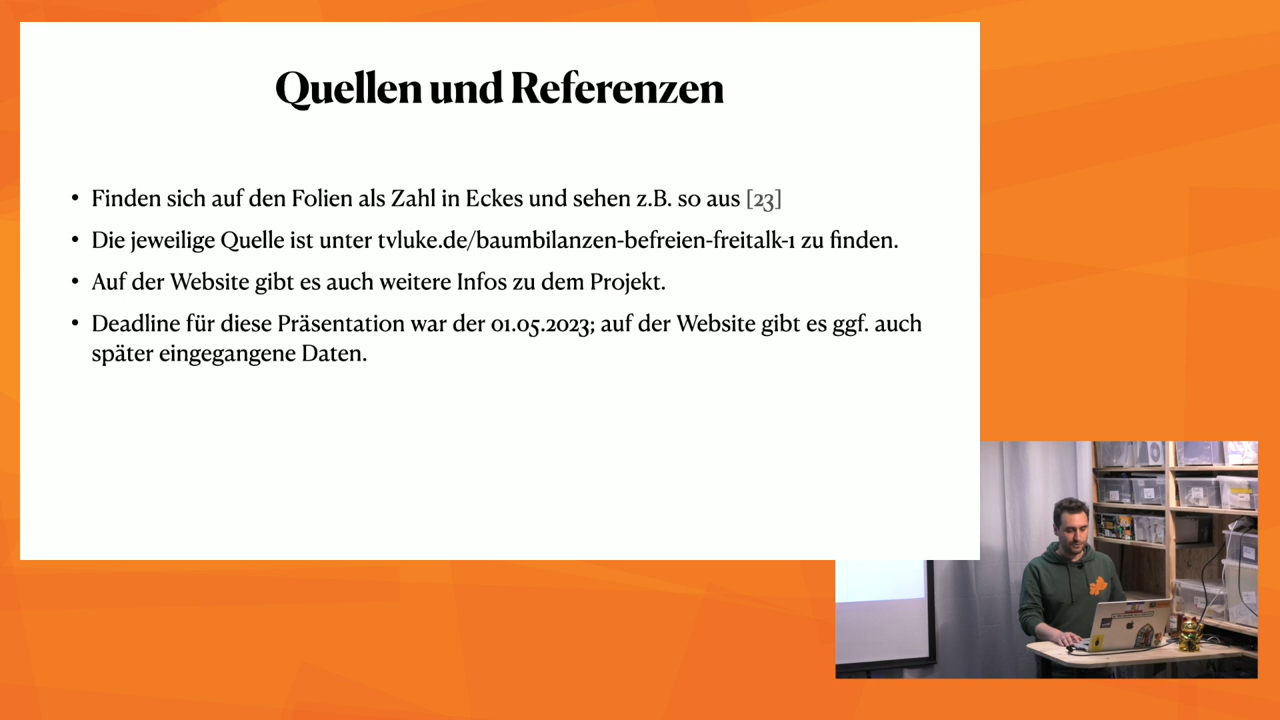 Quellen und Referenzen
• Finden sich auf den Folien als Zahl in Eckes und sehen z.B. so aus [23]
• Die jeweilige Quelle ist unter tvluke.de/baumbilanzen-befreien-freitalk-1 zu finden.
• Auf der Website gibt es auch weitere Infos zu dem Projekt.
• Deadline für diese Präsentation war der 01.05.2023; auf der Website gibt es ggf. auch
später eingegangene Daten.